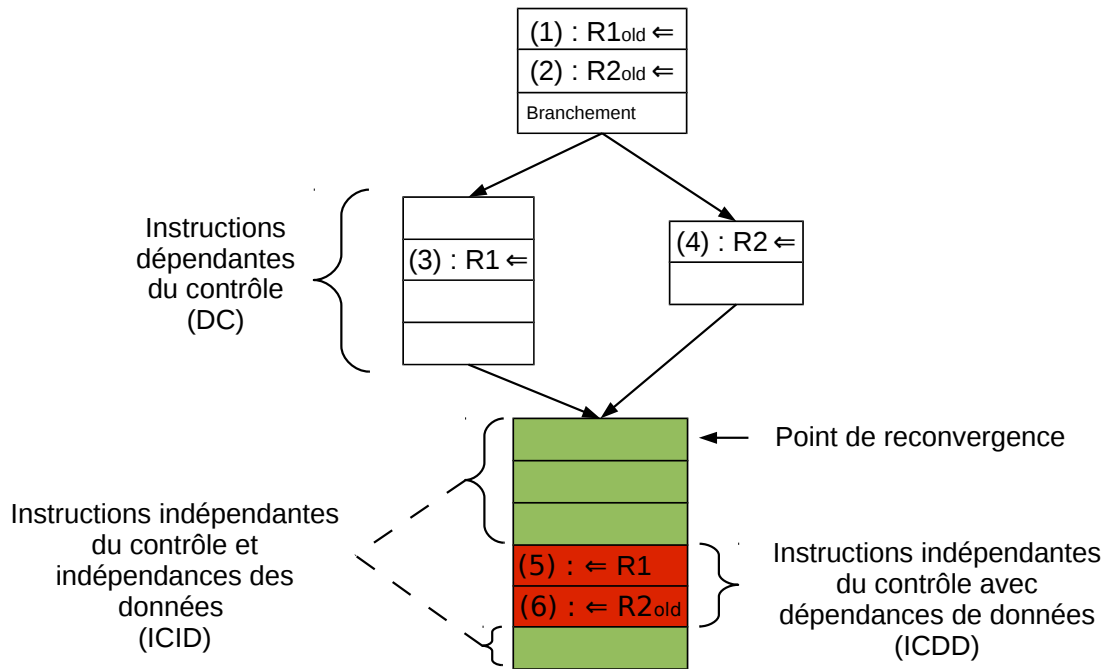 (1) : R1old ⇐
(2) : R2old ⇐
Branchement
Instructions
dépendantes
du contrôle
(DC)
(3) : R1 ⇐
(4) : R2 ⇐
Point de reconvergence
Instructions indépendantes
du contrôle et
indépendances des
données
(ICID)
(5) : ⇐ R1
(6) : ⇐ R2old
Instructions indépendantes
du contrôle avec
dépendances de données
(ICDD)